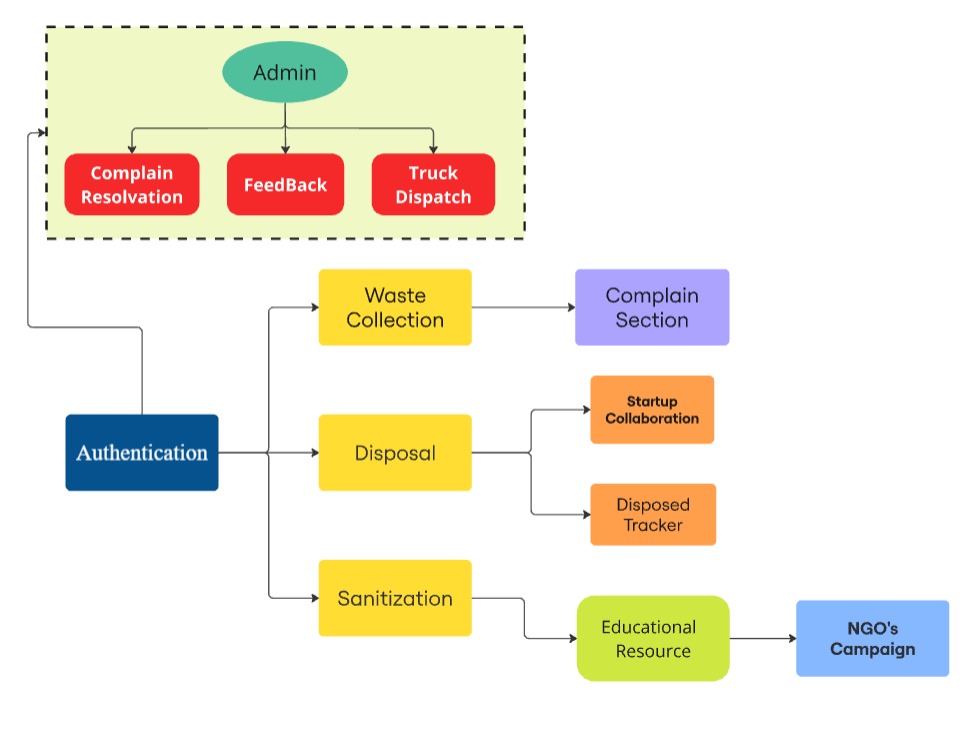 Admin
Complain
Resolvation
FeedBack
Truck
Dispatch
Waste
Collection
Complain
Section
Startup
Collaboration
Authentication
Disposal
Disposed
Tracker
Sanitization
Educational
Resource
NGO's
Campaign